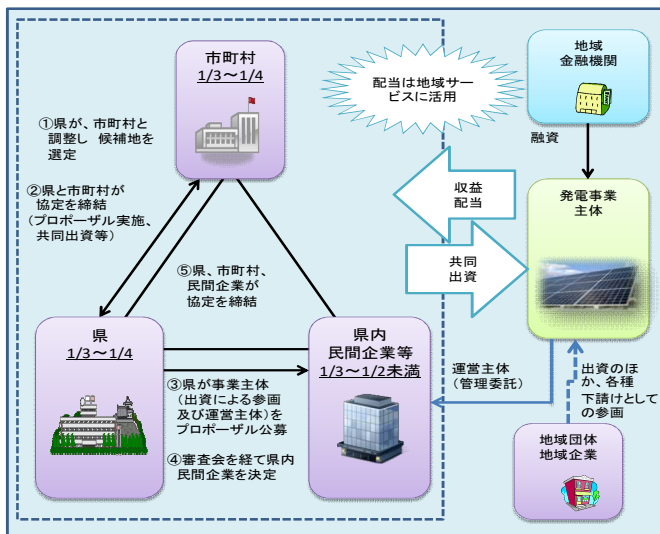 市町村
1/3～1/4
①県が、市町村と
調整し 候補地を
選定
②県と市町村が
協定を締結
(プロポーザル実施、
共同出資等)
⑤県、市町村、
民間企業が
協定を締結
県
1/3～1/4
③県が事業主体
(出資による参画
及び運営主体)を
プロポーザル公募
④審査会を経て県内
民間企業を決定
県内
民間企業等
1/3～1/2未満
配当は地域サー
ビスに活用
収益
配当
共同
出資
地域
金融機関
融資
発電事業
主体
運営主体
(管理委託)
出資のほ
か、各種
下請けとして
の参画
地域団体
地域企業